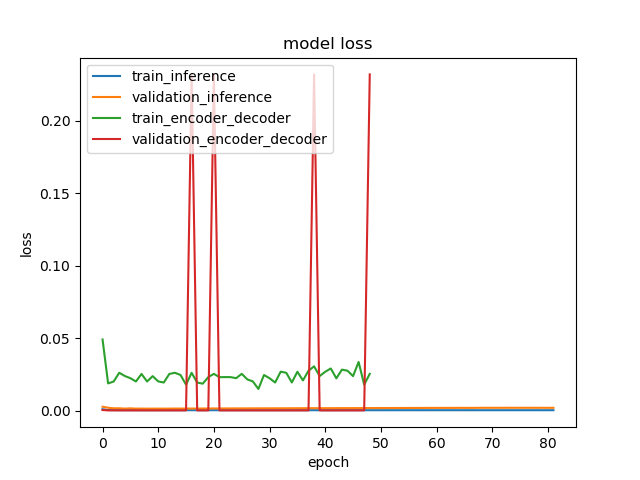 model loss
train_inference
validation_inference
train_encoder_decoder
validation_encoder_decoder
loss
0.20
0.15
0.10
0.05
0.00
0 10 20 30 40 50 60 70 80
epoch